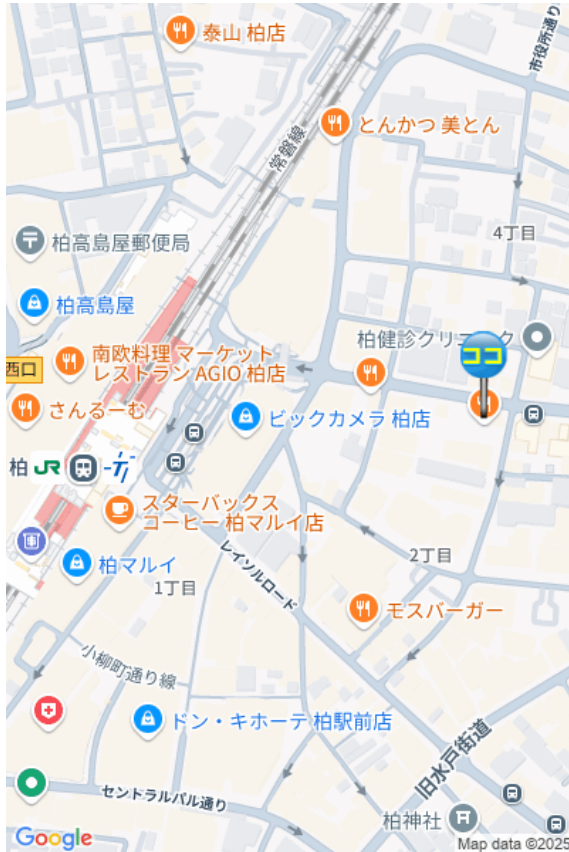 泰山 柏店
市役所通り
とんかつ 美とん
常磐線
4丁目
柏高島屋郵便局
柏高島屋
柏健診クリニック
ココ
南欧料理 マーケット
レストラン AGIO 柏店
西口
さんるーむ
ビックカメラ 柏店
柏 JR
スターバックス
コーヒー 柏マルイ店
柏マルイ
レイソルロード
2丁目
1丁目
モスバーガー
小柳町通り線
ドン・キホーテ 柏駅前店
旧水戸街道
セントラルパル通り
柏神社
Google
Map data ©2025